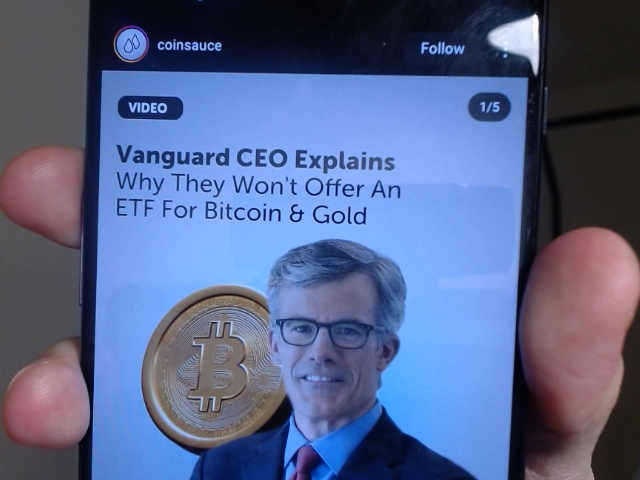 coinsauce
Follow
VIDEO
1/5
Vanguard CEO Explains
Why They Won't Offer An
ETF For Bitcoin & Gold